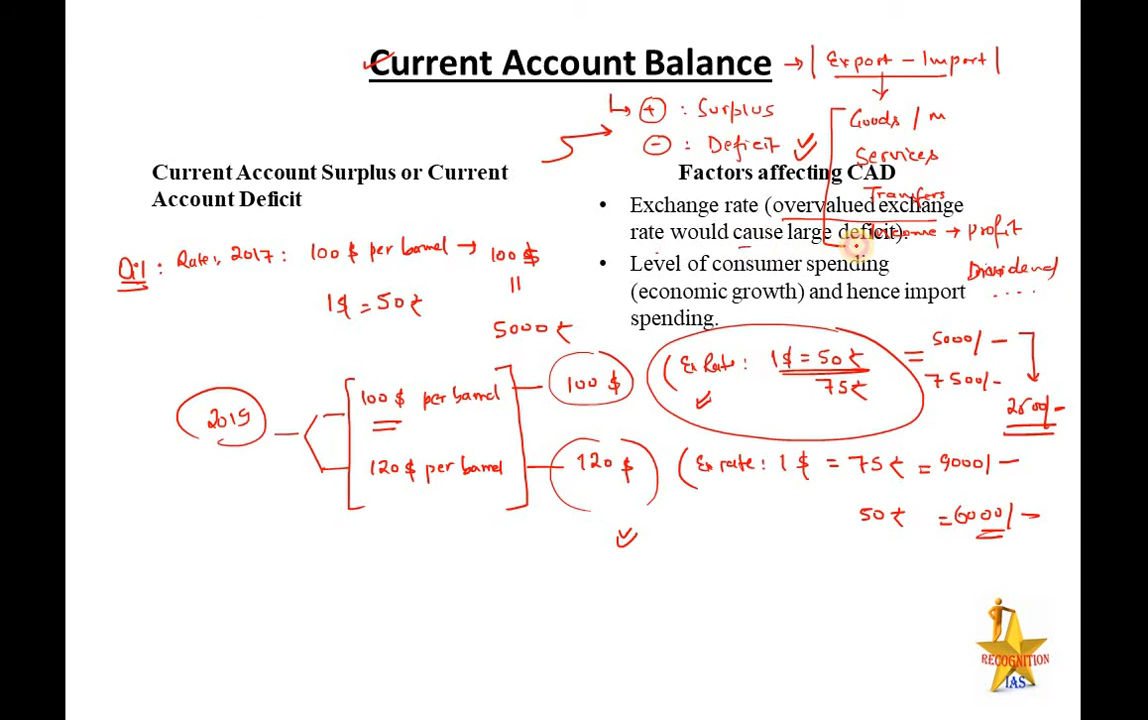 Current Account Balance → | Export - Import |
+ : Surplus
- : Deficit
Goods / m
Services
Transfers
→ profit
Dividend
....
Current Account Surplus or Current
Account Deficit
Factors affecting CAD
• Exchange rate (overvalued exchange
rate would cause large deficit).
• Level of consumer spending
(economic growth) and hence import
spending.
Oil : Rate, 2017 : 100 $ per barrel → 100 $
1$ = 50₹
||
5000 ₹
2019
100 $ per barrel
100 $
(Ex Rate : 1$ = 50₹ = 5000/-
75₹ 7500/-
2500/-
120 $ per barrel
120 $
(Ex rate : 1 $ = 75₹ = 9000/-
50₹ = 6000/-
RECOGNITION
IAS